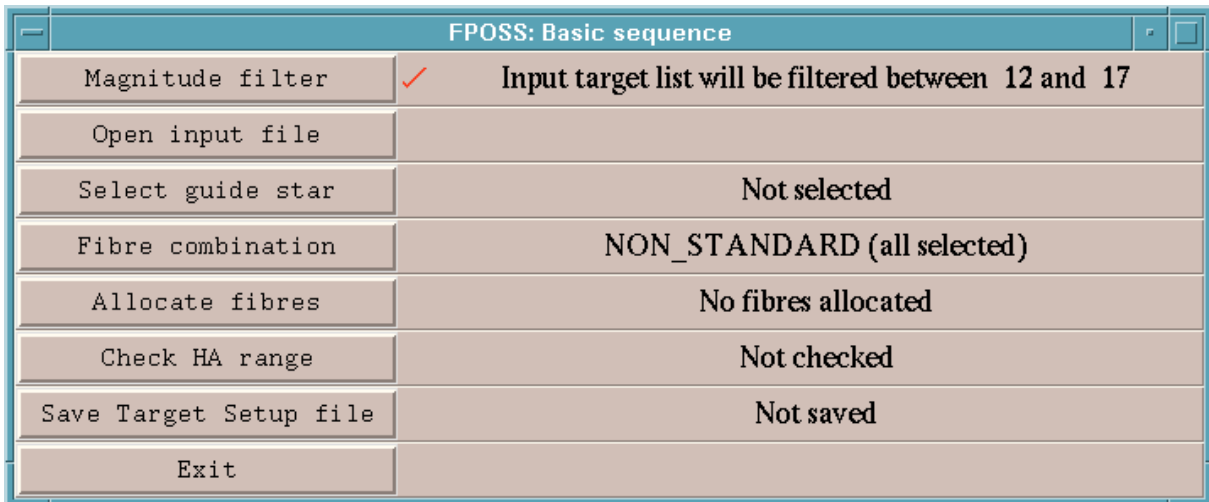 FPOSS: Basic sequence
Magnitude filter Input target list will be filtered between 12 and 17
Open input file
Select guide star Not selected
Fibre combination NON_STANDARD (all selected)
Allocate fibres No fibres allocated
Check HA range Not checked
Save Target Setup file Not saved
Exit